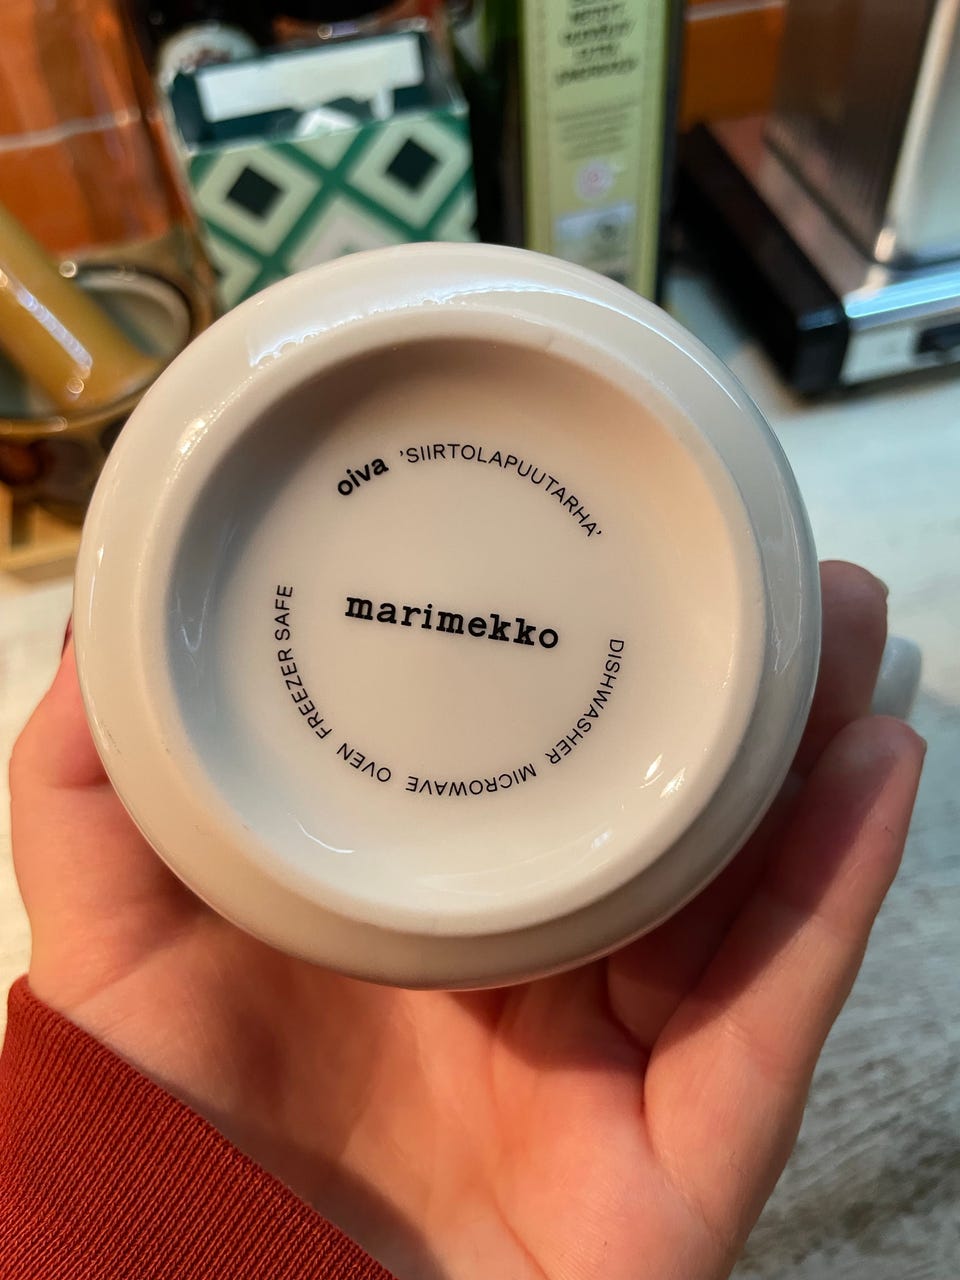 oiva 'SIIRTOLAPUUTARHA'
marimekko
DISHWASHER MICROWAVE OVEN FREEZER SAFE